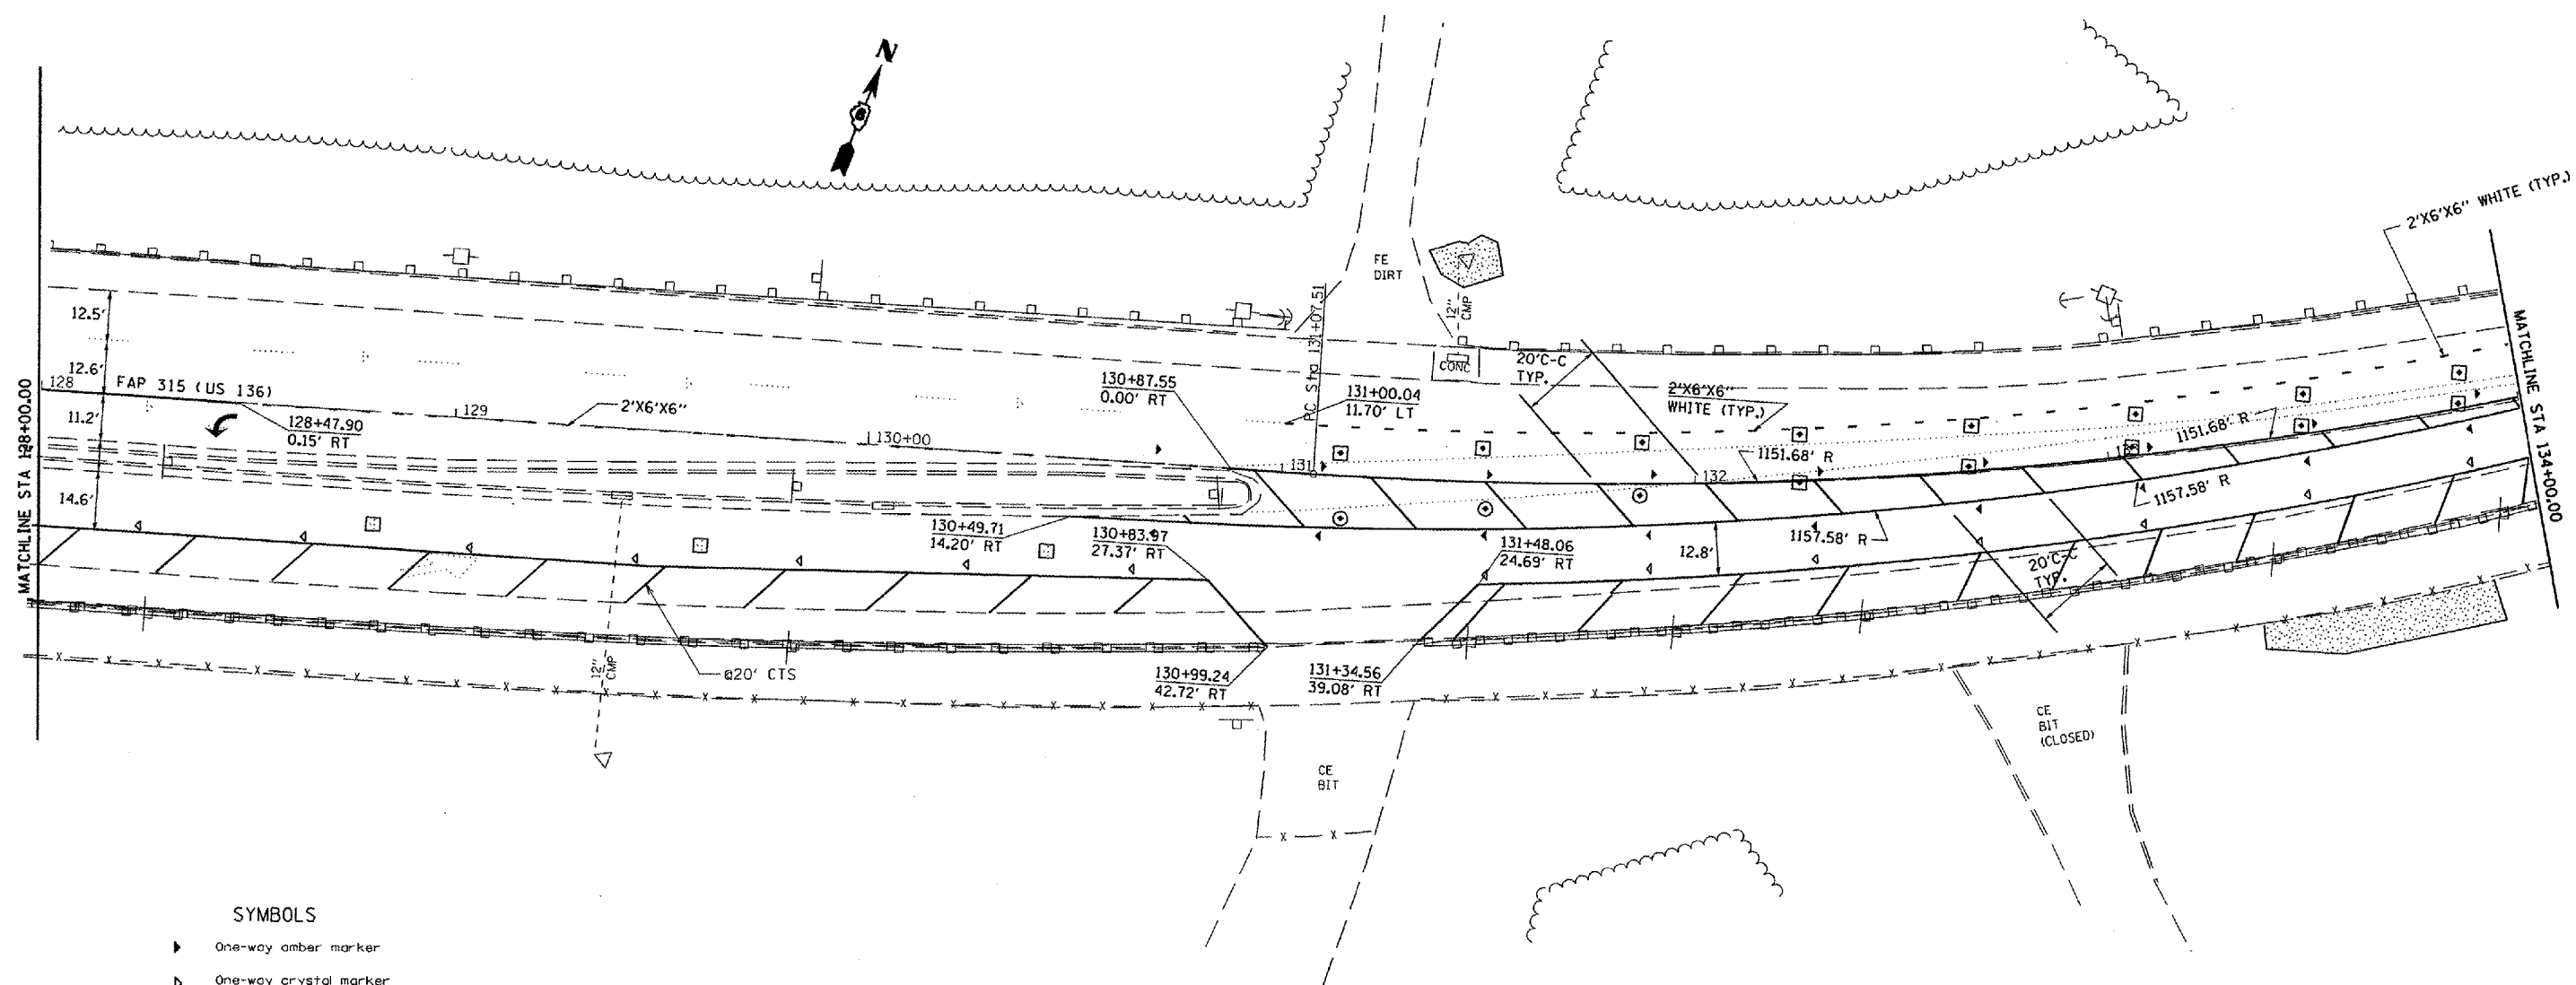 N
2'X6'X6" WHITE (TYP.)
MATCHLINE STA 134+00.00
MATCHLINE STA 128+00.00
FE
DIRT
12"
CMP
CONC
PC Sta 131+07.51
20'C-C
TYP.
2'X6'X6"
WHITE (TYP.)
12.5'
12.6'
11.2'
14.6'
128
FAP 315 (US 136)
128+47.90
0.15' RT
129
2'X6'X6"
130+00
130+87.55
0.00' RT
131+00.04
11.70' LT
131
132
1151.68' R
1151.68' R
1157.58' R
1157.58' R
130+49.71
14.20' RT
130+83.97
27.37' RT
131+48.06
24.69' RT
12.8'
20'C-C
TYP.
12"
CMP
@20' CTS
130+99.24
42.72' RT
131+34.56
39.08' RT
CE
BIT
CE
BIT
(CLOSED)
SYMBOLS
One-way amber marker
One-way crystal marker